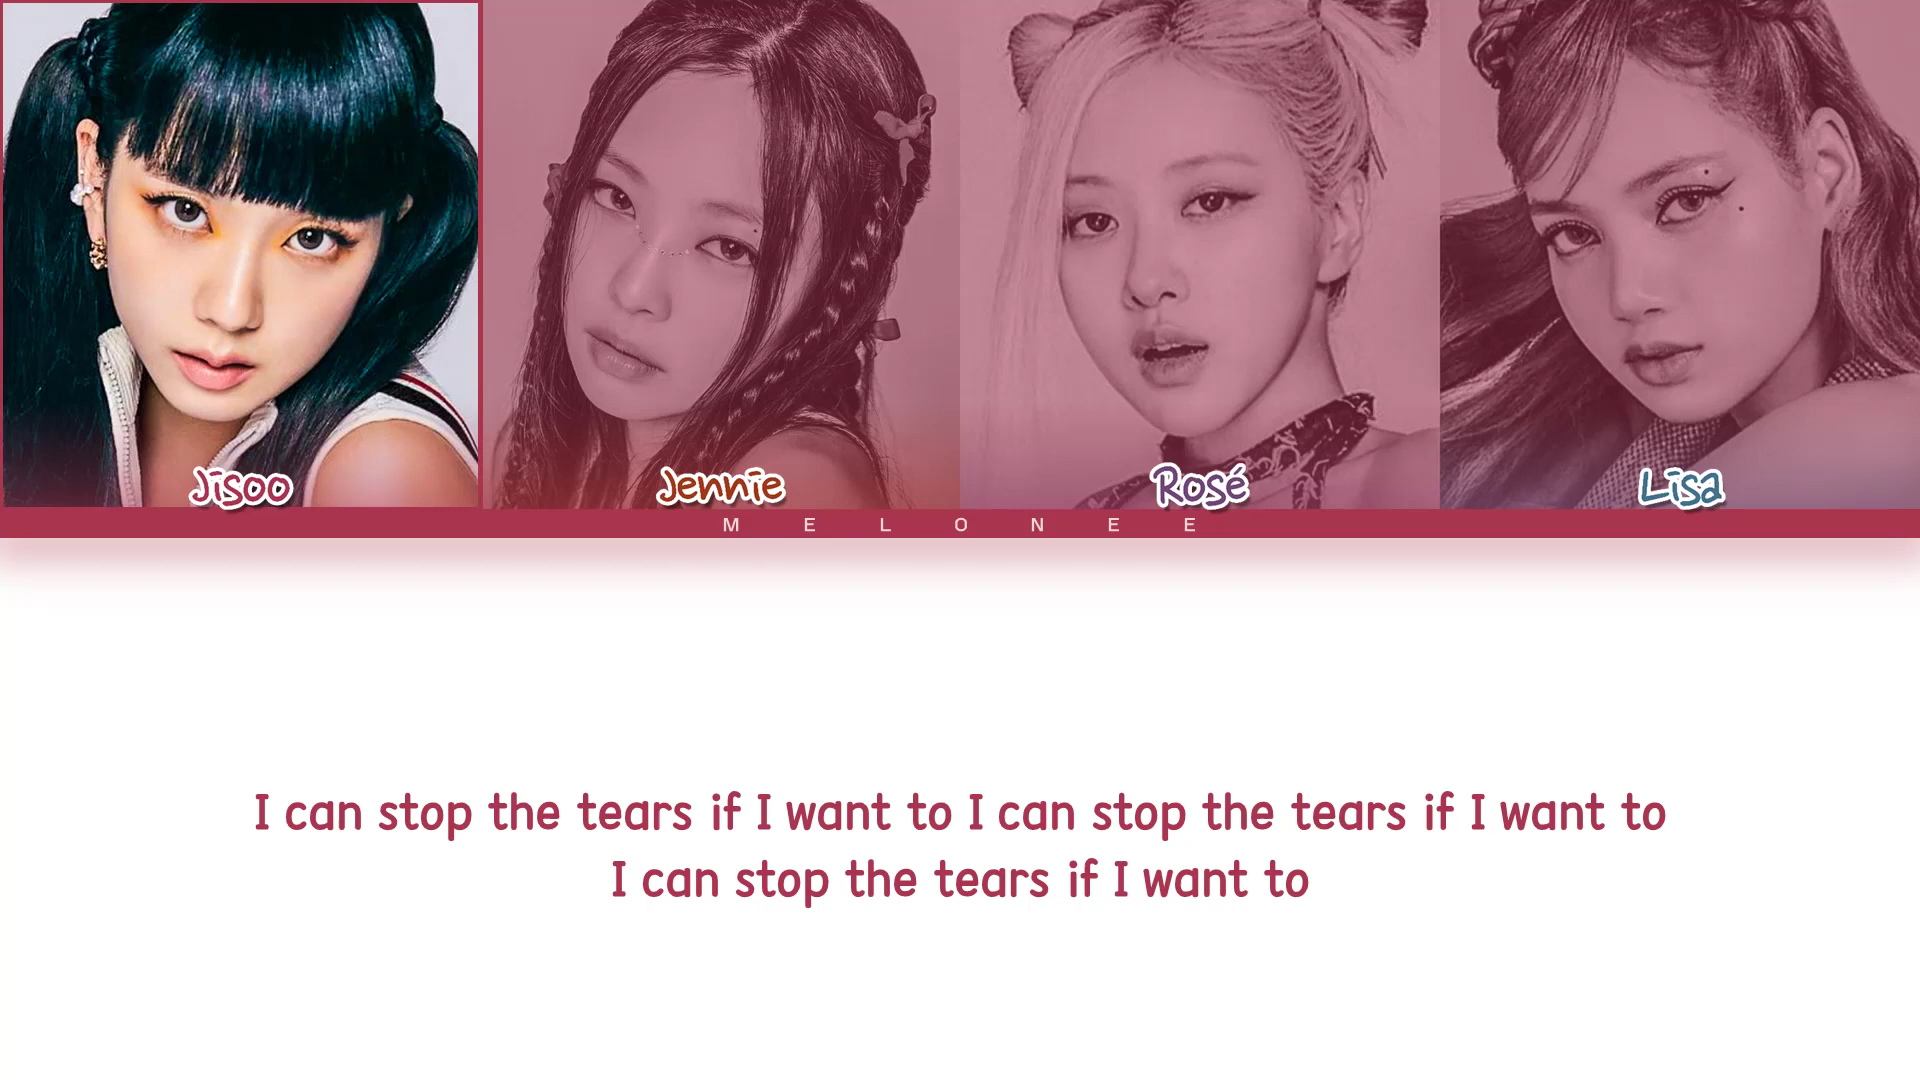 Jisoo
Jennie
Rosé
Lisa
MELONEE
I can stop the tears if I want to I can stop the tears if I want to
I can stop the tears if I want to